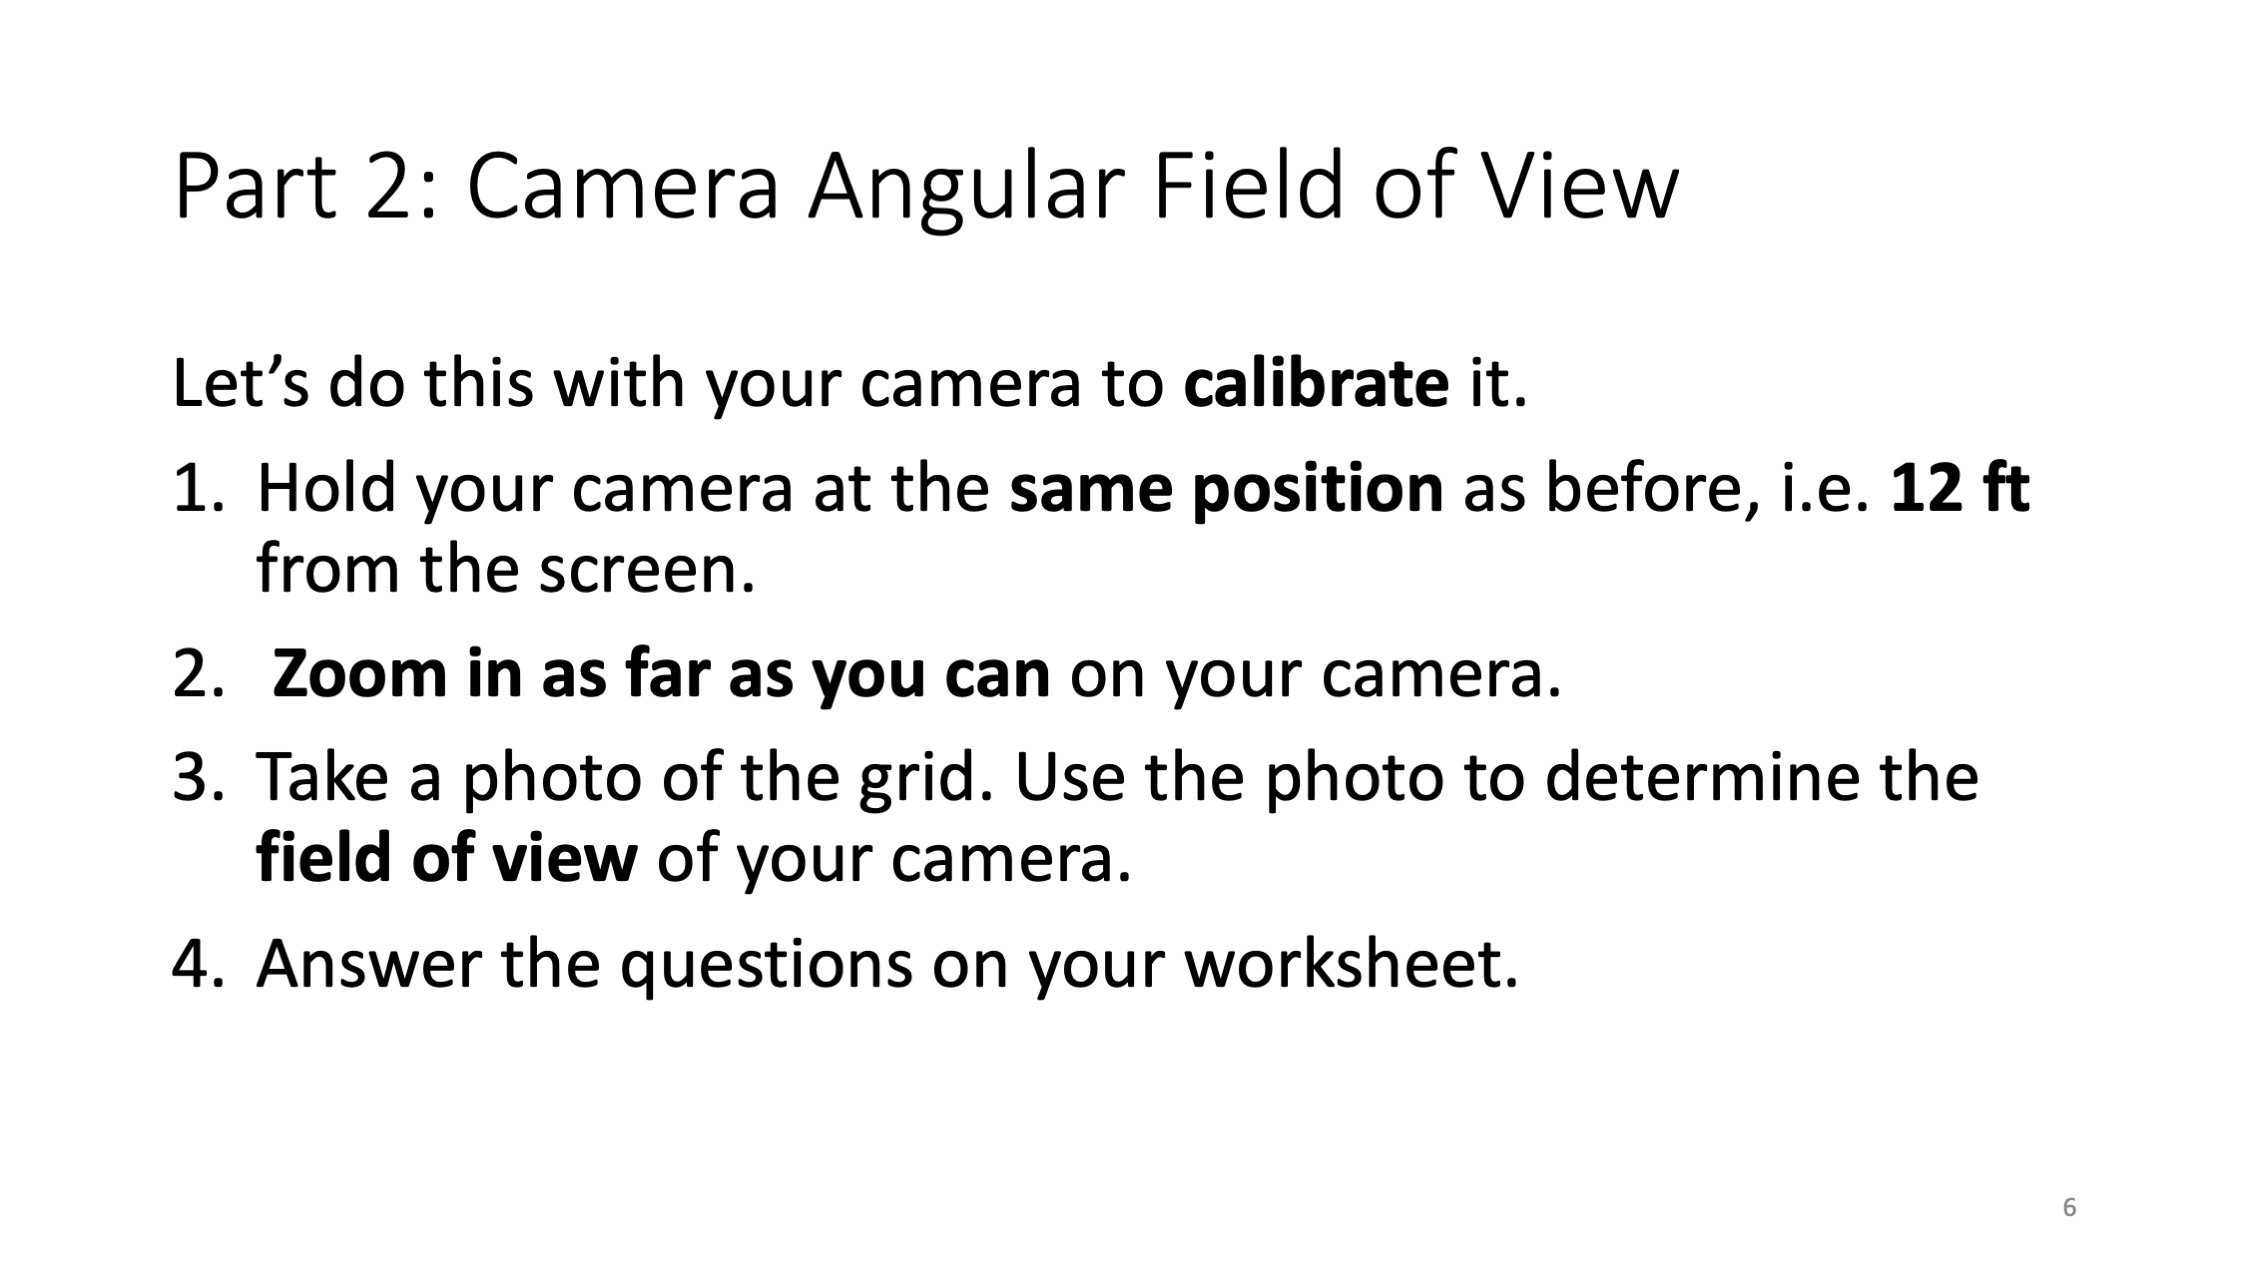 Part 2: Camera Angular Field of View
Let’s do this with your camera to calibrate it.
1. Hold your camera at the same position as before, i.e. 12 ft
from the screen.
2. Zoom in as far as you can on your camera.
3. Take a photo of the grid. Use the photo to determine the
field of view of your camera.
4. Answer the questions on your worksheet.
6